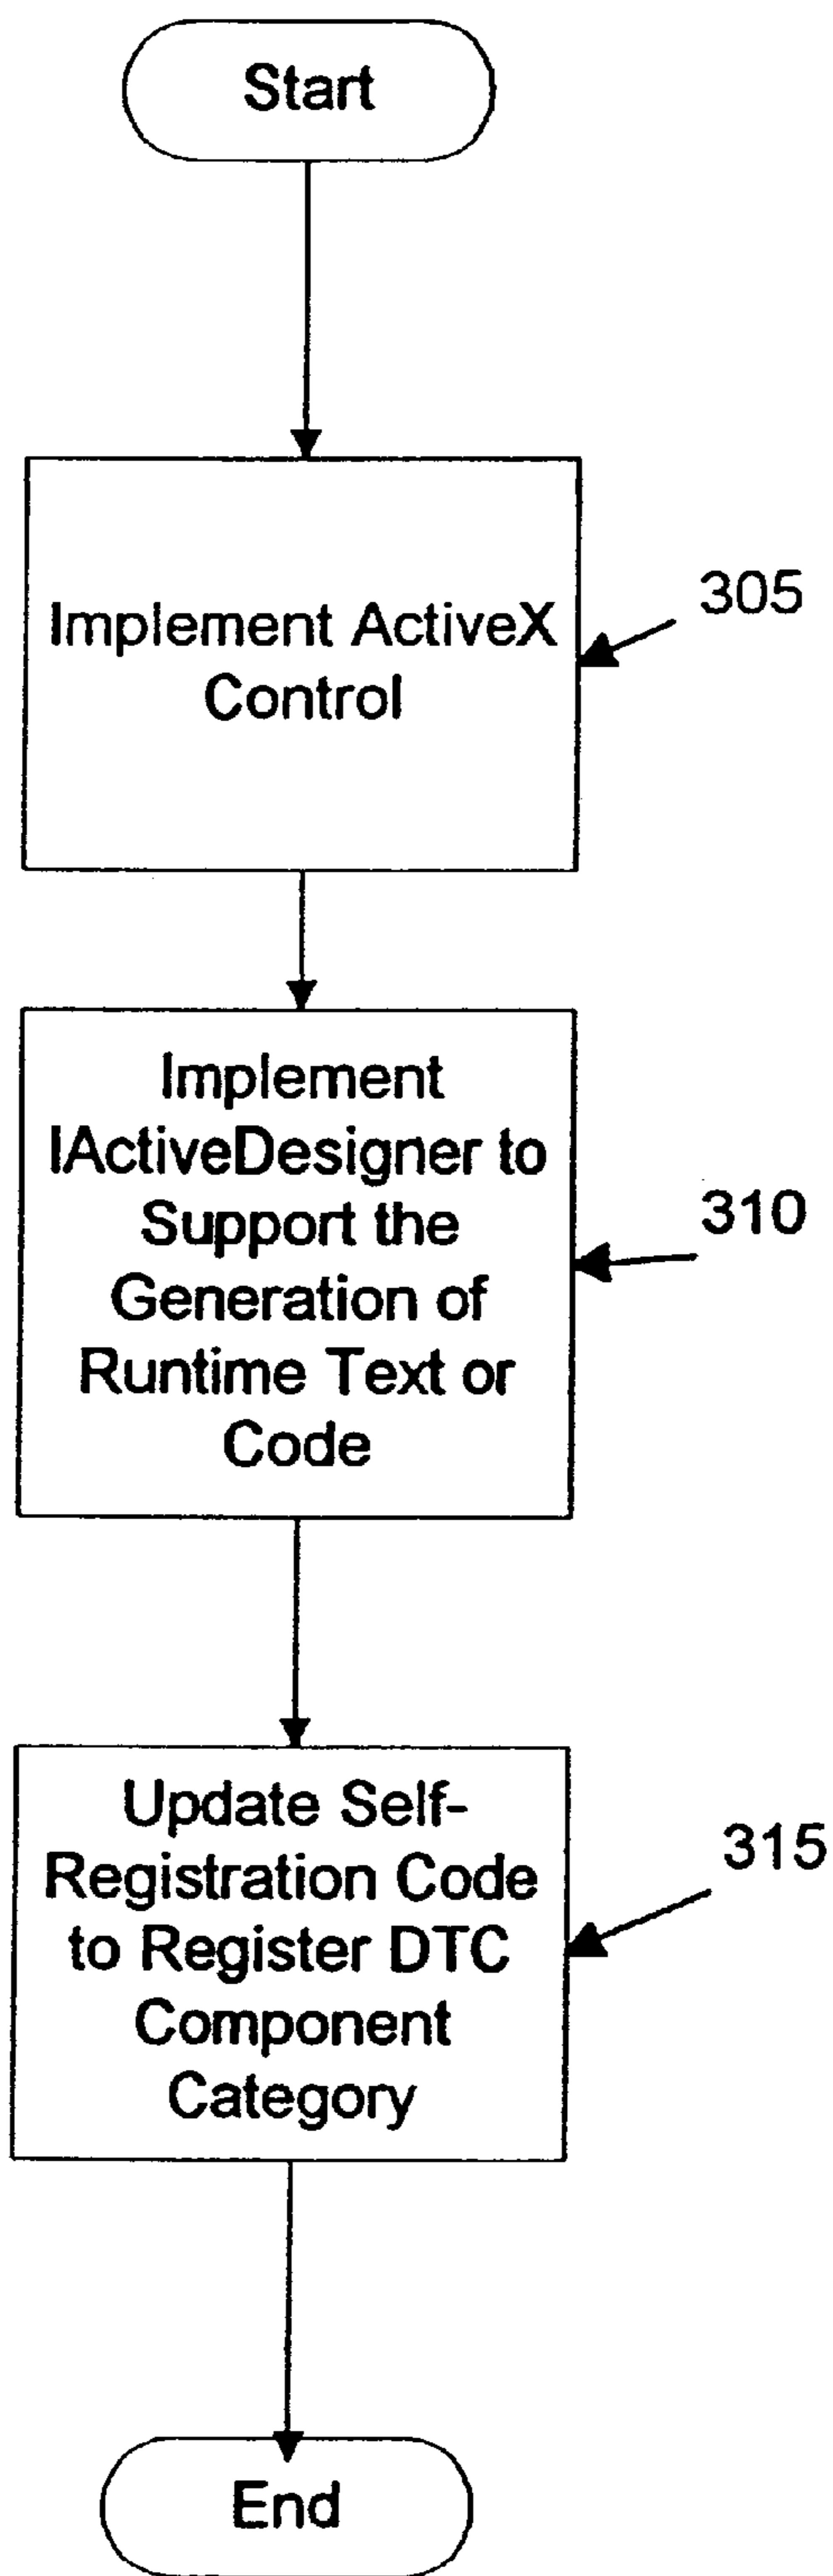 Start
Implement ActiveX
Control
305
Implement
IActiveDesigner to
Support the
Generation of
Runtime Text or
Code
310
Update Self-
Registration Code
to Register DTC
Component
Category
315
End